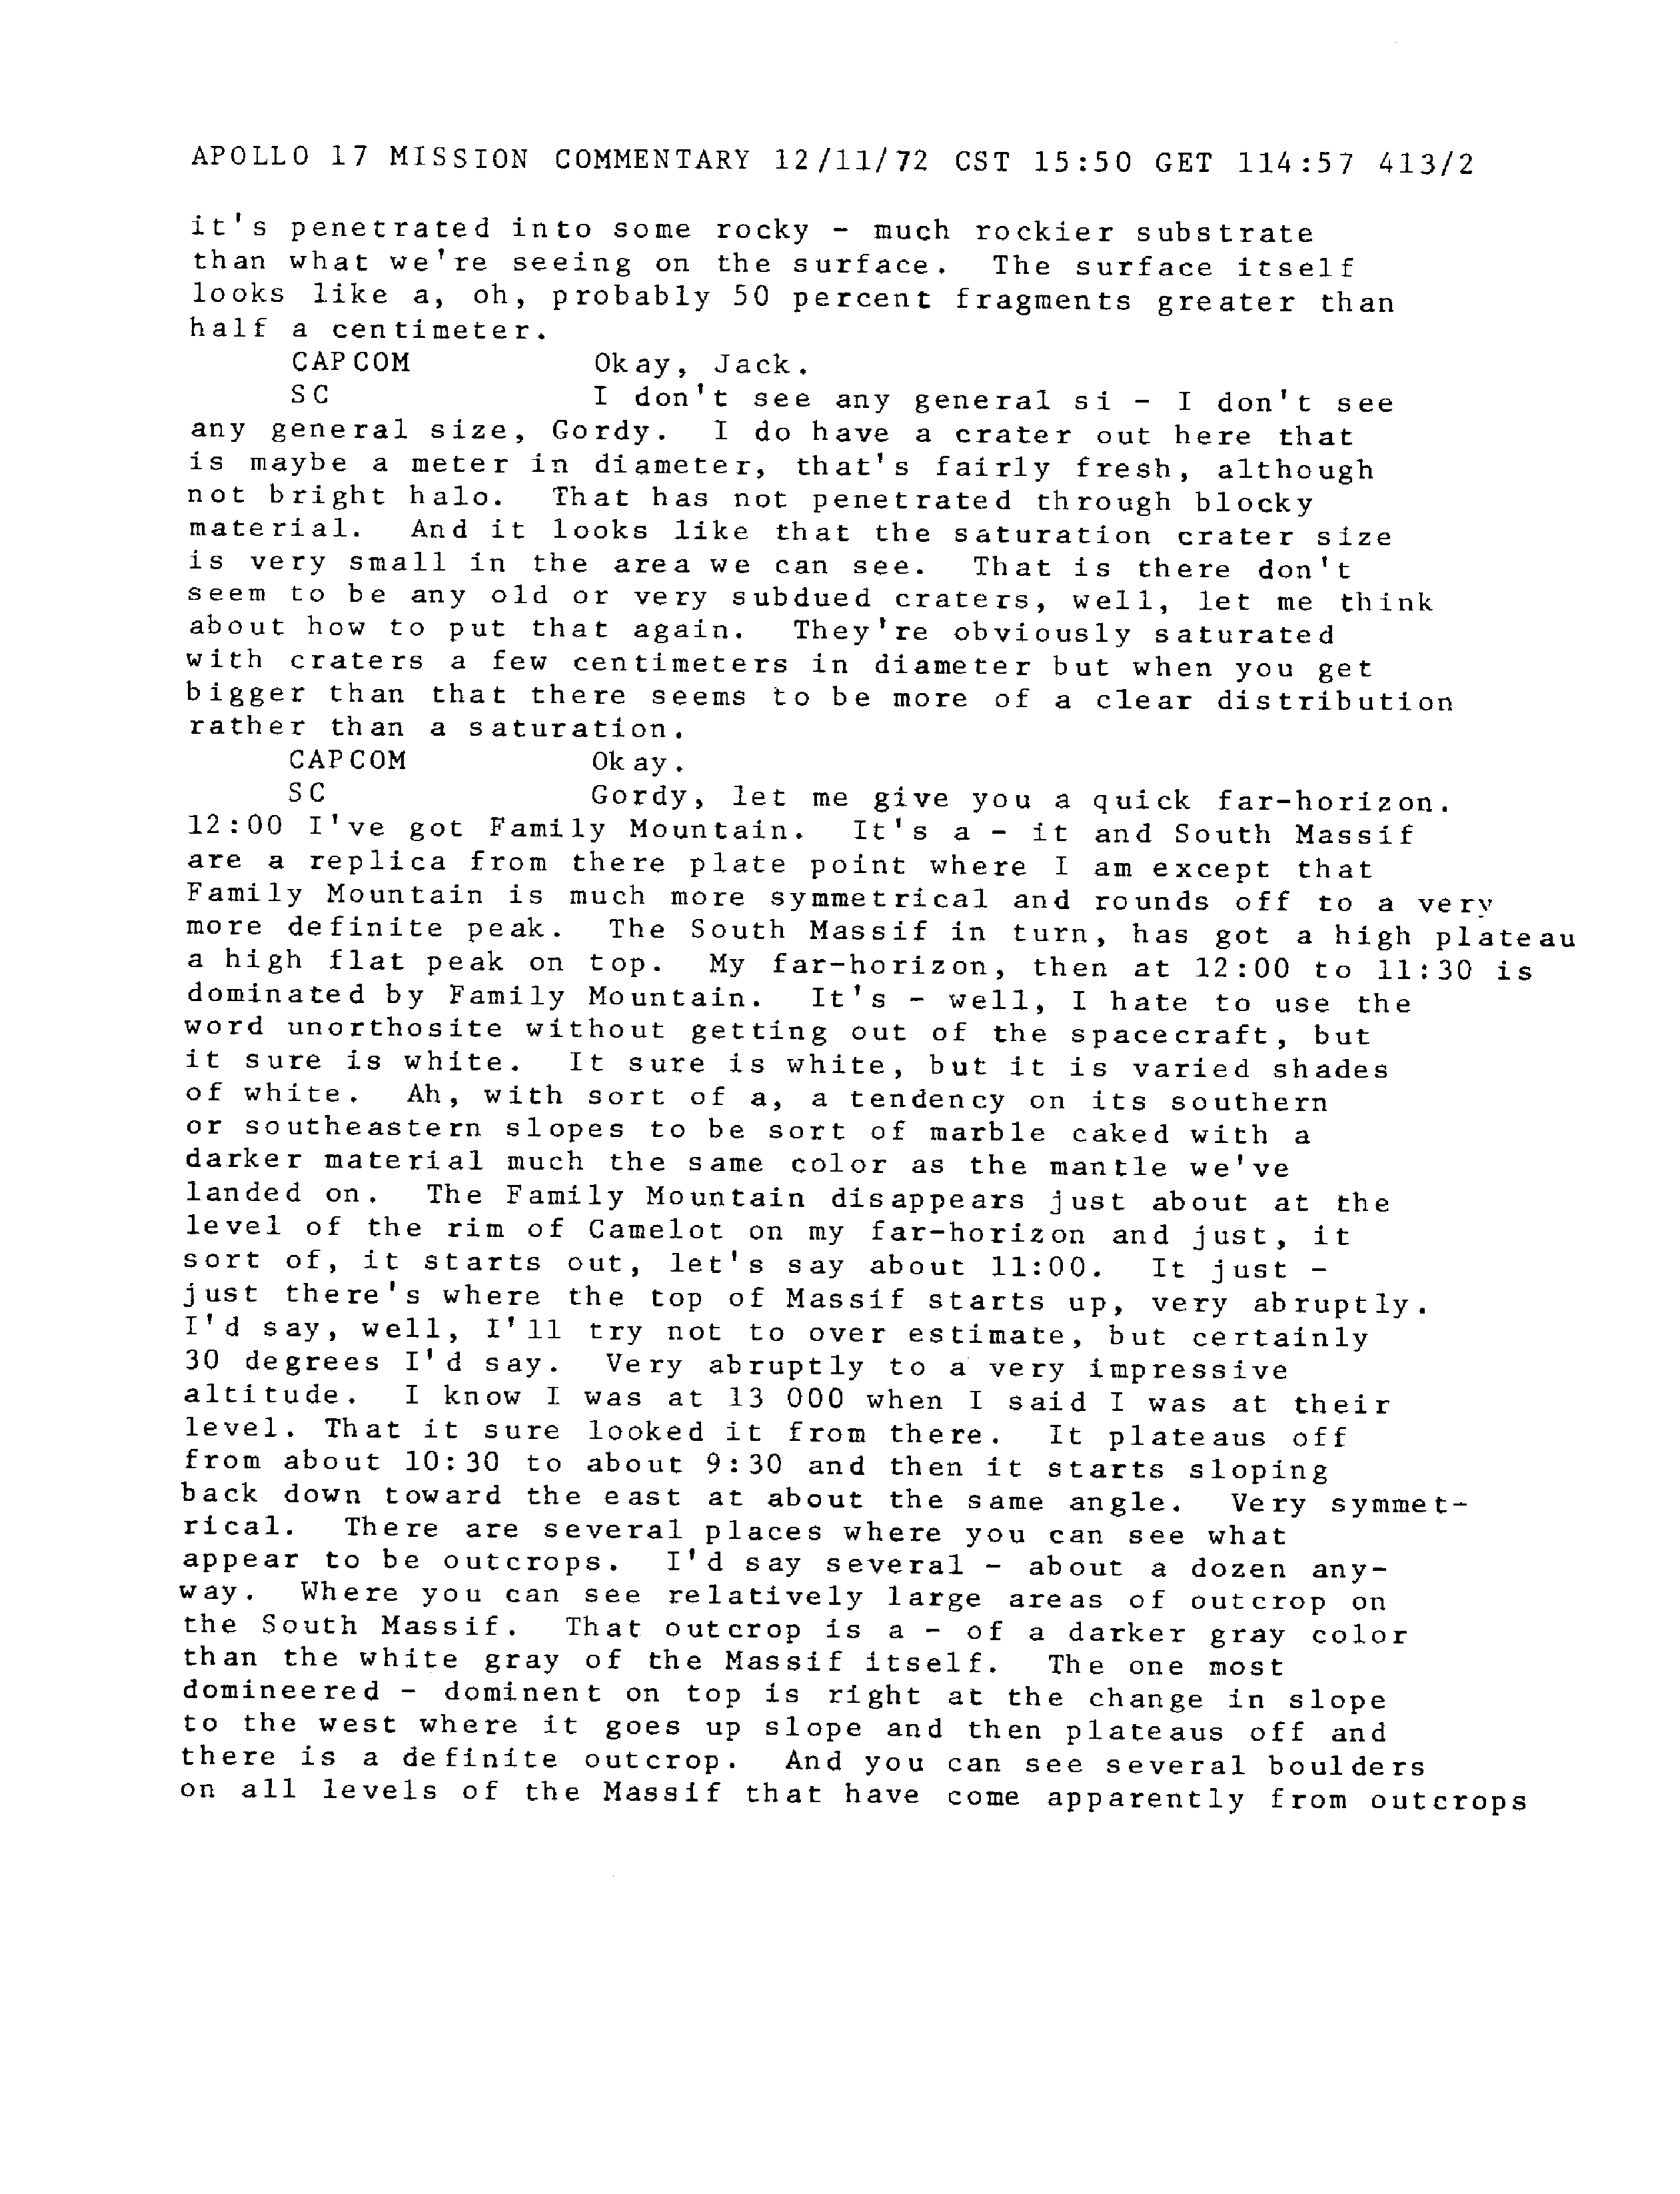 APOLLO 17 MISSION COMMENTARY 12/11/72 CST 15:50 GET 114:57 413/2
it's penetrated into some rocky - much rockier substrate
than what we're seeing on the surface. The surface itself
looks like a, oh, probably 50 percent fragments greater than
half a centimeter.
CAPCOM Okay, Jack.
SC I don't see any general si - I don't see
any general size, Gordy. I do have a crater out here that
is maybe a meter in diameter, that's fairly fresh, although
not bright halo. That has not penetrated through blocky
material. And it looks like that the saturation crater size
is very small in the area we can see. That is there don't
seem to be any old or very subdued craters, well, let me think
about how to put that again. They're obviously saturated
with craters a few centimeters in diameter but when you get
bigger than that there seems to be more of a clear distribution
rather than a saturation.
CAPCOM Okay.
SC Gordy, let me give you a quick far-horizon.
12:00 I've got Family Mountain. It's a - it and South Massif
are a replica from there plate point where I am except that
Family Mountain is much more symmetrical and rounds off to a very
more definite peak. The South Massif in turn, has got a high plateau
a high flat peak on top. My far-horizon, then at 12:00 to 11:30 is
dominated by Family Mountain. It's - well, I hate to use the
word unorthosite without getting out of the spacecraft, but
it sure is white. It sure is white, but it is varied shades
of white. Ah, with sort of a, a tendency on its southern
or southeastern slopes to be sort of marble caked with a
darker material much the same color as the mantle we've
landed on. The Family Mountain disappears just about at the
level of the rim of Camelot on my far-horizon and just, it
sort of, it starts out, let's say about 11:00. It just -
just there's where the top of Massif starts up, very abruptly.
I'd say, well, I'll try not to over estimate, but certainly
30 degrees I'd say. Very abruptly to a very impressive
altitude. I know I was at 13 000 when I said I was at their
level. That it sure looked it from there. It plateaus off
from about 10:30 to about 9:30 and then it starts sloping
back down toward the east at about the same angle. Very symmet-
rical. There are several places where you can see what
appear to be outcrops. I'd say several - about a dozen any-
way. Where you can see relatively large areas of outcrop on
the South Massif. That outcrop is a - of a darker gray color
than the white gray of the Massif itself. The one most
domineered - dominent on top is right at the change in slope
to the west where it goes up slope and then plateaus off and
there is a definite outcrop. And you can see several boulders
on all levels of the Massif that have come apparently from outcrops